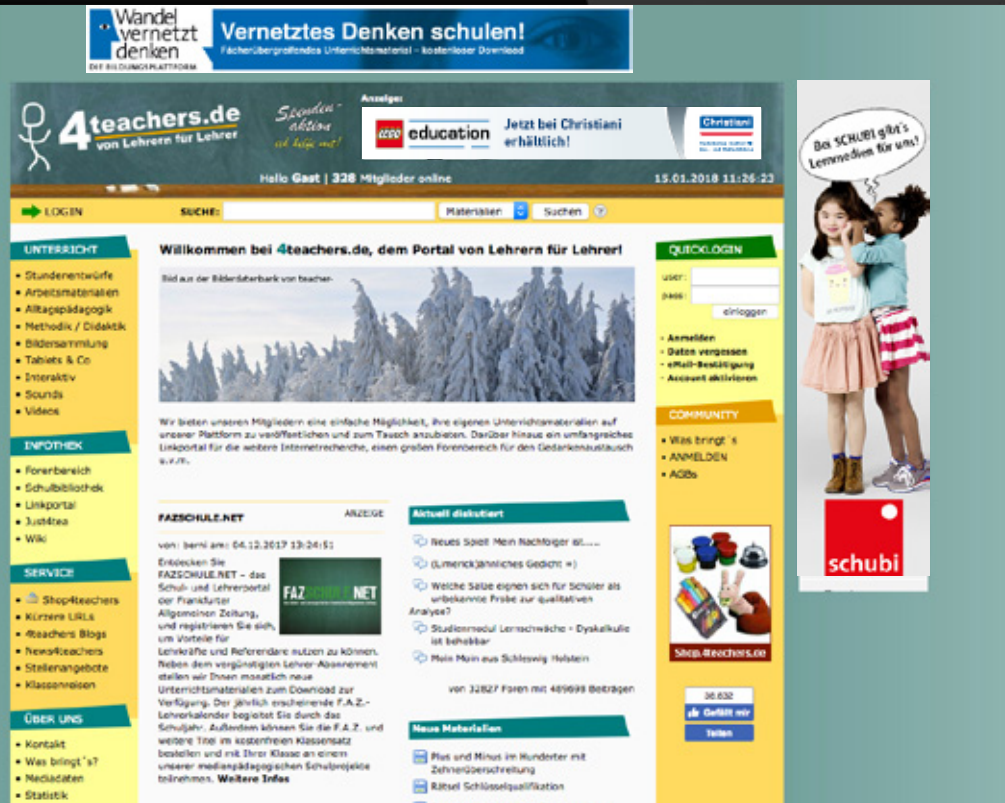 Wandel
vernetzt
denken
DIE BILDUNGSPLATTFORM
Vernetztes Denken schulen!
Fächerübergreifendes Unterrichtsmaterial – kostenloser Download
4teachers.de
von Lehrern für Lehrer
Spenden-
aktion
ich helfe mit!
Anzeige:
LEGO education
Jetzt bei Christiani
erhältlich!
Christiani
Hallo Gast | 328 Mitglieder online
15.01.2018 11:26:23
LOGIN
SUCHE:
Materialien
Suchen
?
UNTERRICHT
• Stundenentwürfe
• Arbeitsmaterialien
• Alltagspädagogik
• Methodik / Didaktik
• Bildersammlung
• Tablets & Co
• Interaktiv
• Sounds
• Videos
INFOTHEK
• Forenbereich
• Schulbibliothek
• Linkportal
• Just4tea
• Wiki
SERVICE
• Shop4teachers
• Kürzere URLs
• 4teachers Blogs
• News4teachers
• Stellenangebote
• Klassenreisen
ÜBER UNS
• Kontakt
• Was bringt´s?
• Mediadaten
• Statistik
Willkommen bei 4teachers.de, dem Portal von Lehrern für Lehrer!
Bild aus der Bilderdatenbank von teacher-
Wir bieten unseren Mitgliedern eine einfache Möglichkeit, ihre eigenen Unterrichtsmaterialien auf
unserer Plattform zu veröffentlichen und zum Tausch anzubieten. Darüber hinaus ein umfangreiches
Linkportal für die weitere Internetrecherche, einen großen Forenbereich für den Gedankenaustausch
u.v.m.
FAZSCHULE.NET
ANZEIGE
von: berni am: 04.12.2017 13:24:51
Entdecken Sie
FAZSCHULE.NET – das
Schul- und Lehrerportal
der Frankfurter
Allgemeinen Zeitung,
und registrieren Sie sich,
um Vorteile für
Lehrkräfte und Referendare nutzen zu können.
Neben dem vergünstigten Lehrer-Abonnement
stellen wir Ihnen monatlich neue
Unterrichtsmaterialien zum Download zur
Verfügung. Der jährlich erscheinende F.A.Z.-
Lehrerkalender begleitet Sie durch das
Schuljahr. Außerdem können Sie die F.A.Z. und
weitere Titel im kostenfreien Klassensatz
bestellen und mit Ihrer Klasse an einem
unserer medienpädagogischen Schulprojekte
teilnehmen. Weitere Infos
FAZSCHULE.NET
Aktuell diskutiert
Neues Spiel! Mein Nachfolger ist.....
(Limerick)ähnliches Gedicht =)
Welche Salze eignen sich für Schüler als
unbekannte Probe zur qualitativen
Analyse?
Studienmodul Lernschwäche - Dyskalkulie
ist behebbar
Moin Moin aus Schleswig Holstein
von 32827 Foren mit 489698 Beiträgen
Neue Materialien
Plus und Minus im Hunderter mit
Zehnerüberschreitung
Rätsel Schlüsselqualifikation
QUICKLOGIN
user:
pass:
einloggen
- Anmelden
- Daten vergessen
- eMail-Bestätigung
- Account aktivieren
COMMUNITY
• Was bringt´s
• ANMELDEN
• AGBs
Shop.4teachers.de
36.632
Gefällt mir
Teilen
Bei SCHUBI gibt's
Lernmedien für uns!
schubi